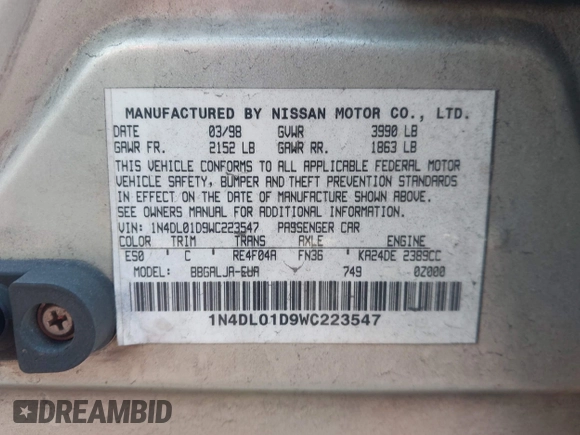 MANUFACTURED BY NISSAN MOTOR CO., LTD.
DATE 03/98 GVWR 3990 LB
GAWR FR. 2152 LB GAWR RR. 1863 LB
THIS VEHICLE CONFORMS TO ALL APPLICABLE FEDERAL MOTOR
VEHICLE SAFETY, BUMPER AND THEFT PREVENTION STANDARDS
IN EFFECT ON THE DATE OF MANUFACTURE SHOWN ABOVE.
SEE OWNERS MANUAL FOR ADDITIONAL INFORMATION.
VIN: 1N4DL01D9WC223547 PASSENGER CAR
COLOR TRIM TRANS AXLE ENGINE
ES0 C RE4F04A FN36 KA24DE 2389CC
MODEL: BBGALJA-EWA 749 0Z000
1N4DL01D9WC223547
DREAMBID